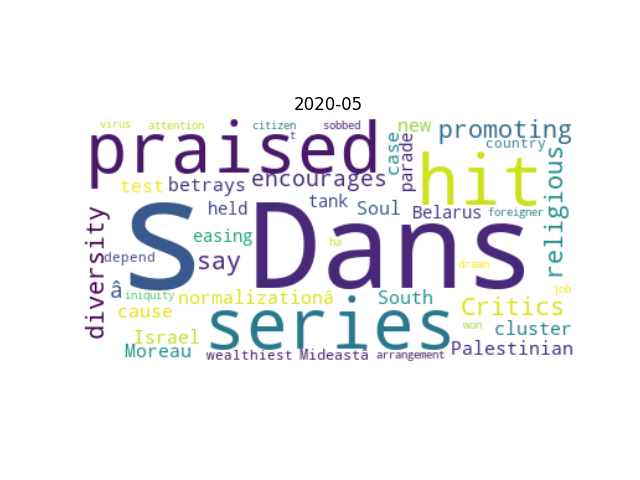 2020-05
virus attention citizen sobbed new promoting
praised t case parade country
hit
test betrays encourages religious
diversity held tank Soul Belarus foreigner
S Dans
easing ha
depend say drawn
â iniquity normalizationâ South job
cause series Critics
Israel won cluster
Moreau wealthiest Mideastâ arrangement Palestinian